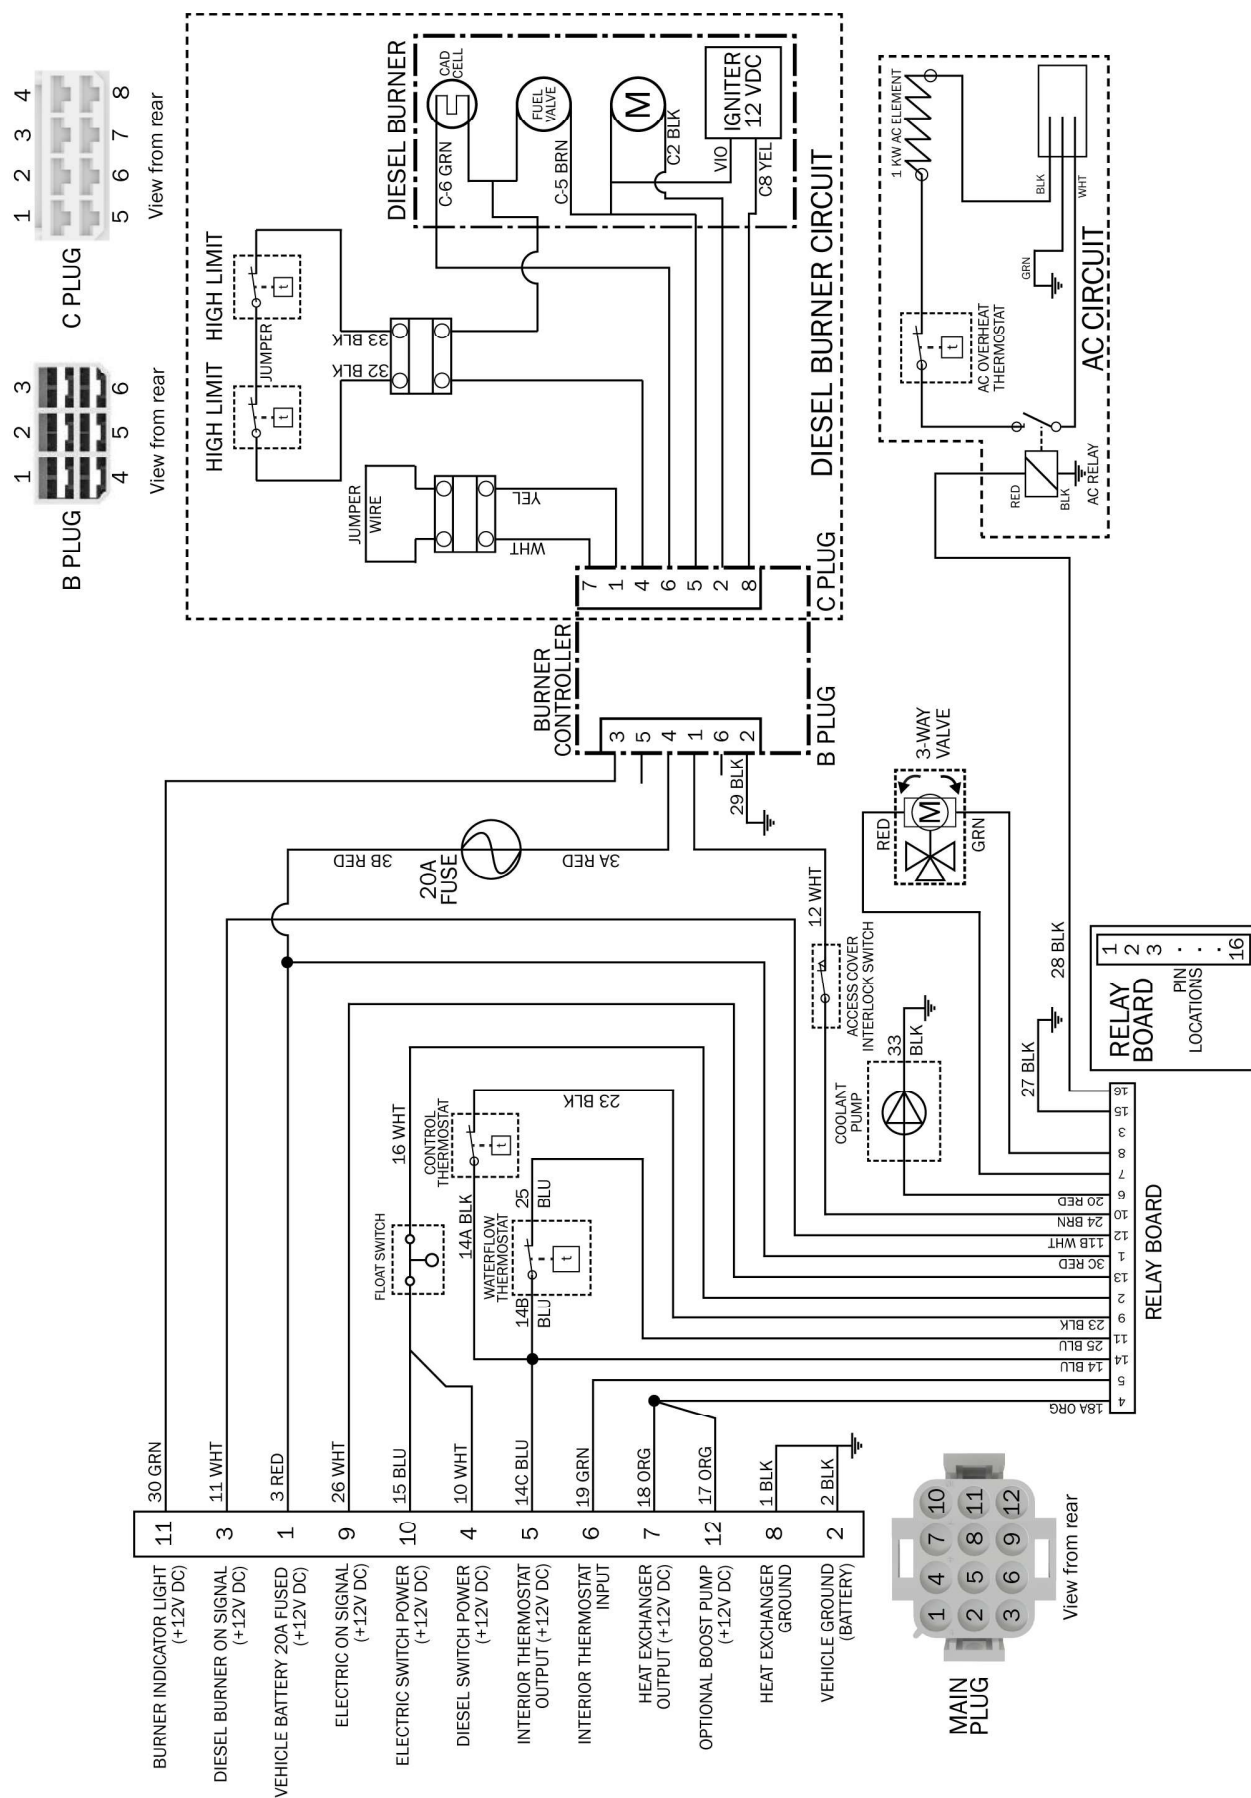 BURNER INDICATOR LIGHT
(+12V DC)
11
30 GRN
DIESEL BURNER ON SIGNAL
(+12V DC)
3
11 WHT
VEHICLE BATTERY 20A FUSED
(+12V DC)
1
3 RED
ELECTRIC ON SIGNAL
(+12V DC)
9
26 WHT
ELECTRIC SWITCH POWER
(+12V DC)
10
15 BLU
DIESEL SWITCH POWER
(+12V DC)
4
10 WHT
INTERIOR THERMOSTAT
OUTPUT (+12V DC)
5
14C BLU
INTERIOR THERMOSTAT
INPUT
6
19 GRN
HEAT EXCHANGER
OUTPUT (+12V DC)
7
18 ORG
OPTIONAL BOOST PUMP
(+12V DC)
12
17 ORG
HEAT EXCHANGER
GROUND
8
1 BLK
VEHICLE GROUND
(BATTERY)
2
2 BLK
MAIN
PLUG
1 4 7 10
2 5 8 11
3 6 9 12
View from rear
FLOAT SWITCH
16 WHT
CONTROL
THERMOSTAT
14A BLK
23 BLK
WATERFLOW
THERMOSTAT
t
t
14B
BLU
25
BLU
3B RED
20A
FUSE
3A RED
12 WHT
ACCESS COVER
INTERLOCK SWITCH
COOLANT
PUMP
33
BLK
RED
M
GRN
3-WAY
VALVE
27 BLK
28 BLK
18A ORG
14 BLU
25 BLU
23 BLK
3C RED
11B WHT
24 BRN
20 RED
4
5
14
11
9
2
13
1
12
10
6
7
8
3
15
16
RELAY BOARD
RELAY
BOARD
PIN
LOCATIONS
1
2
3
.
.
.
16
B PLUG
1 2 3
4 5 6
View from rear
C PLUG
1 2 3 4
5 6 7 8
View from rear
BURNER
CONTROLLER
3
5
4
1
6
2
29 BLK
B PLUG
7
1
4
6
5
2
8
C PLUG
JUMPER
WIRE
WHT
YEL
HIGH LIMIT
t
JUMPER
HIGH LIMIT
t
32 BLK
33 BLK
DIESEL BURNER
CAD
CELL
C-6 GRN
FUEL
VALVE
C-5 BRN
M
C2 BLK
IGNITER
12 VDC
VIO
C8 YEL
DIESEL BURNER CIRCUIT
1 KW AC ELEMENT
BLK
WHT
GRN
AC OVERHEAT
THERMOSTAT
t
RED
BLK
AC RELAY
AC CIRCUIT